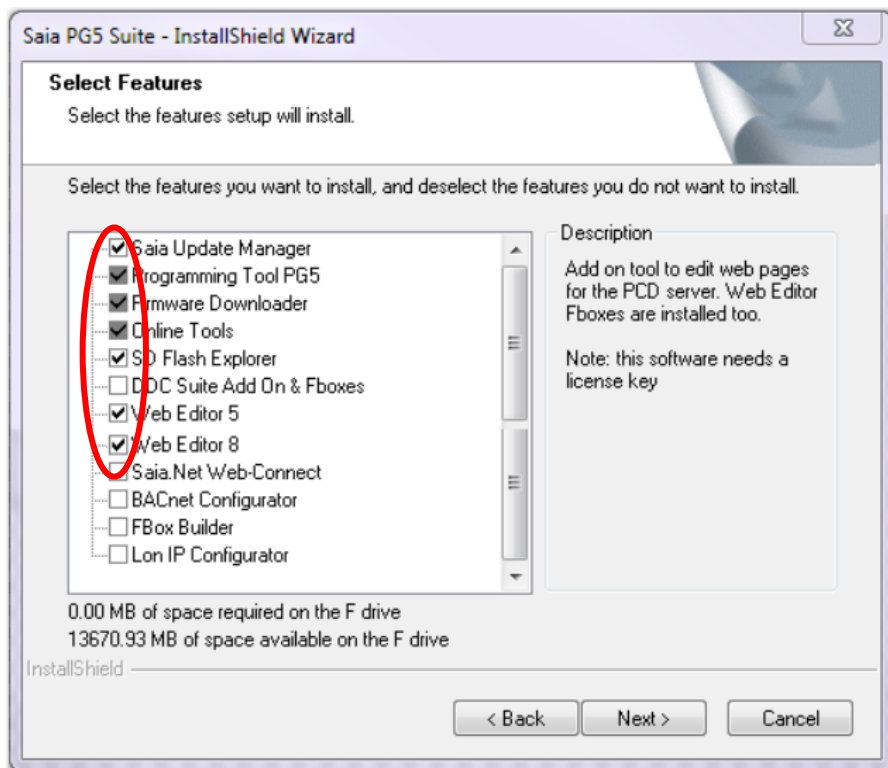 Saia PG5 Suite - InstallShield Wizard
Select Features
Select the features setup will install.
Select the features you want to install, and deselect the features you do not want to install.
Saia Update Manager
Programming Tool PG5
Firmware Downloader
Online Tools
SD Flash Explorer
DDC Suite Add On & Fboxes
Web Editor 5
Web Editor 8
Saia.Net Web-Connect
BACnet Configurator
FBox Builder
Lon IP Configurator
Description
Add on tool to edit web pages
for the PCD server. Web Editor
Fboxes are installed too.
Note: this software needs a
license key
0.00 MB of space required on the F drive
13670.93 MB of space available on the F drive
InstallShield
< Back
Next >
Cancel